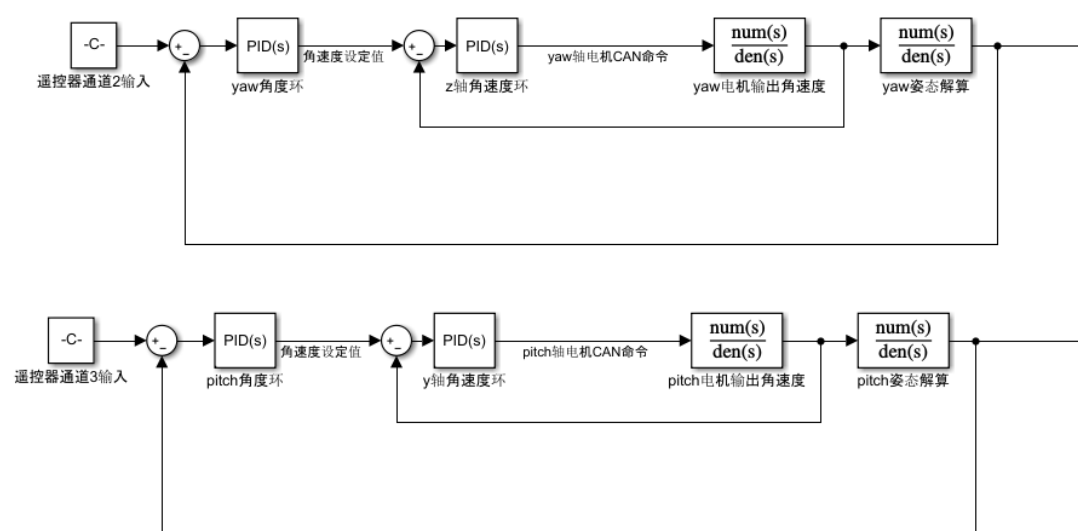 -C-
遥控器通道2输入
+
-
PID(s)
yaw角度环
角速度设定值
+
-
PID(s)
z轴角速度环
yaw轴电机CAN命令
num(s)
den(s)
yaw电机输出角速度
num(s)
den(s)
yaw姿态解算
-C-
遥控器通道3输入
+
-
PID(s)
pitch角度环
角速度设定值
+
-
PID(s)
y轴角速度环
pitch轴电机CAN命令
num(s)
den(s)
pitch电机输出角速度
num(s)
den(s)
pitch姿态解算